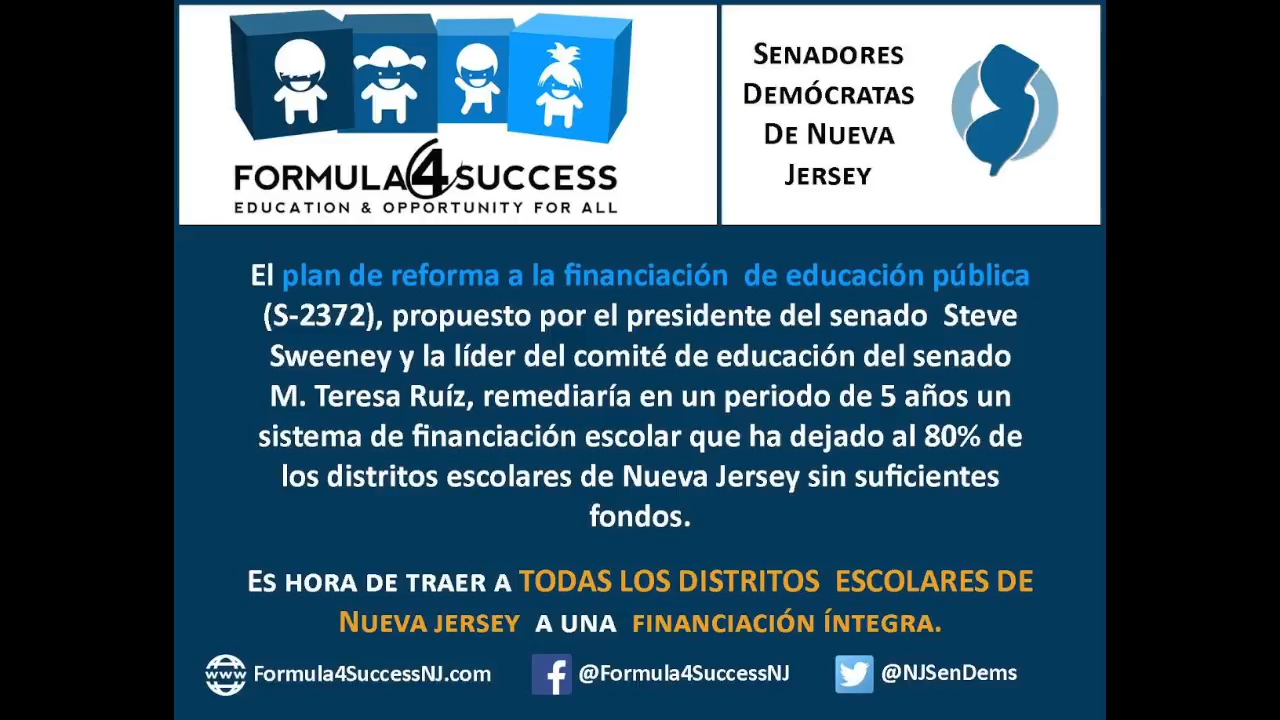 FORMULA4SUCCESS
EDUCATION & OPPORTUNITY FOR ALL
SENADORES
DEMÓCRATAS
DE NUEVA
JERSEY
El plan de reforma a la financiación de educación pública
(S-2372), propuesto por el presidente del senado Steve
Sweeney y la líder del comité de educación del senado
M. Teresa Ruíz, remediaría en un periodo de 5 años un
sistema de financiación escolar que ha dejado al 80% de
los distritos escolares de Nueva Jersey sin suficientes
fondos.
ES HORA DE TRAER A TODAS LOS DISTRITOS ESCOLARES DE
NUEVA JERSEY A UNA FINANCIACIÓN ÍNTEGRA.
www Formula4SuccessNJ.com f @Formula4SuccessNJ @NJSenDems